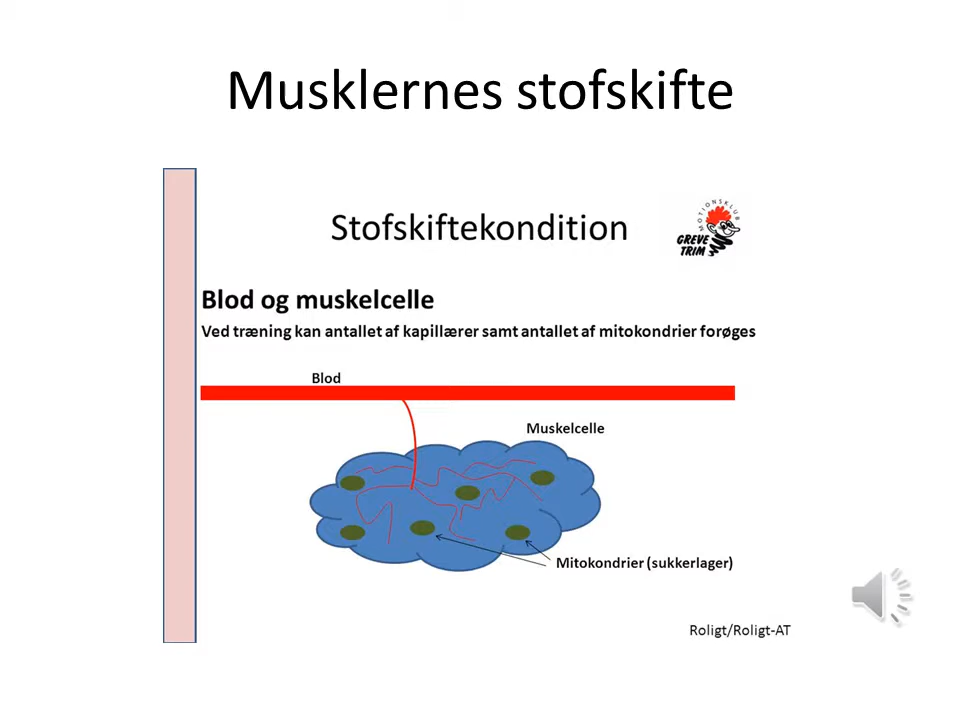 Musklernes stofskifte
Stofskiftekondition
MOTIONSKLUB
GREVE
TRIM
Blod og muskelcelle
Ved træning kan antallet af kapillærer samt antallet af mitokondrier forøges
Blod
Muskelcelle
Mitokondrier (sukkerlager)
Roligt/Roligt-AT